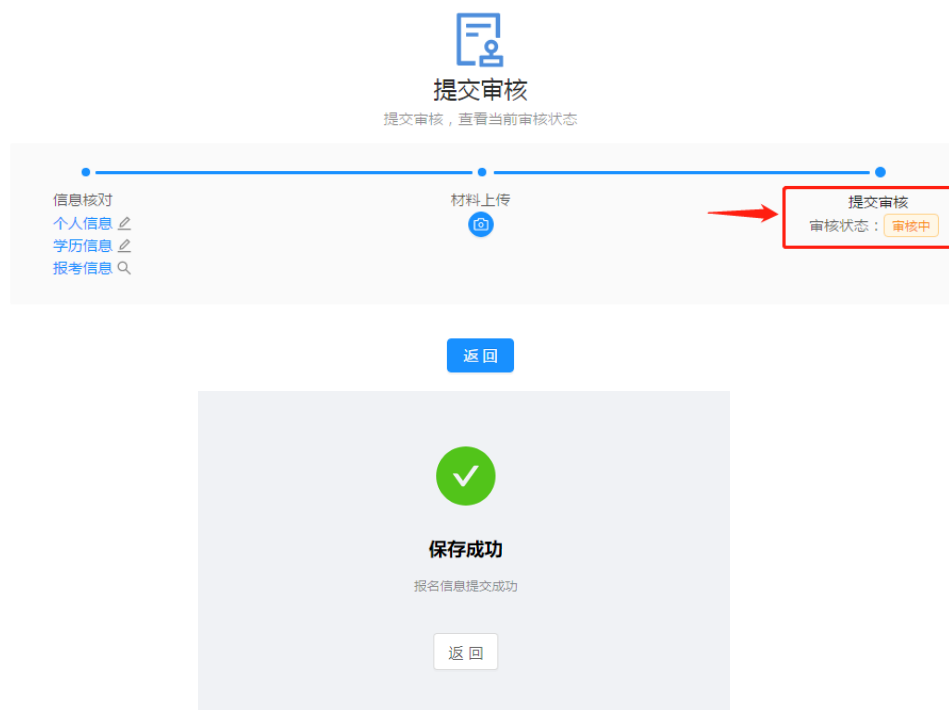 提交审核
提交审核，查看当前审核状态
信息核对
个人信息
学历信息
报考信息
材料上传
提交审核
审核状态：审核中
返 回
保存成功
报名信息提交成功
返 回